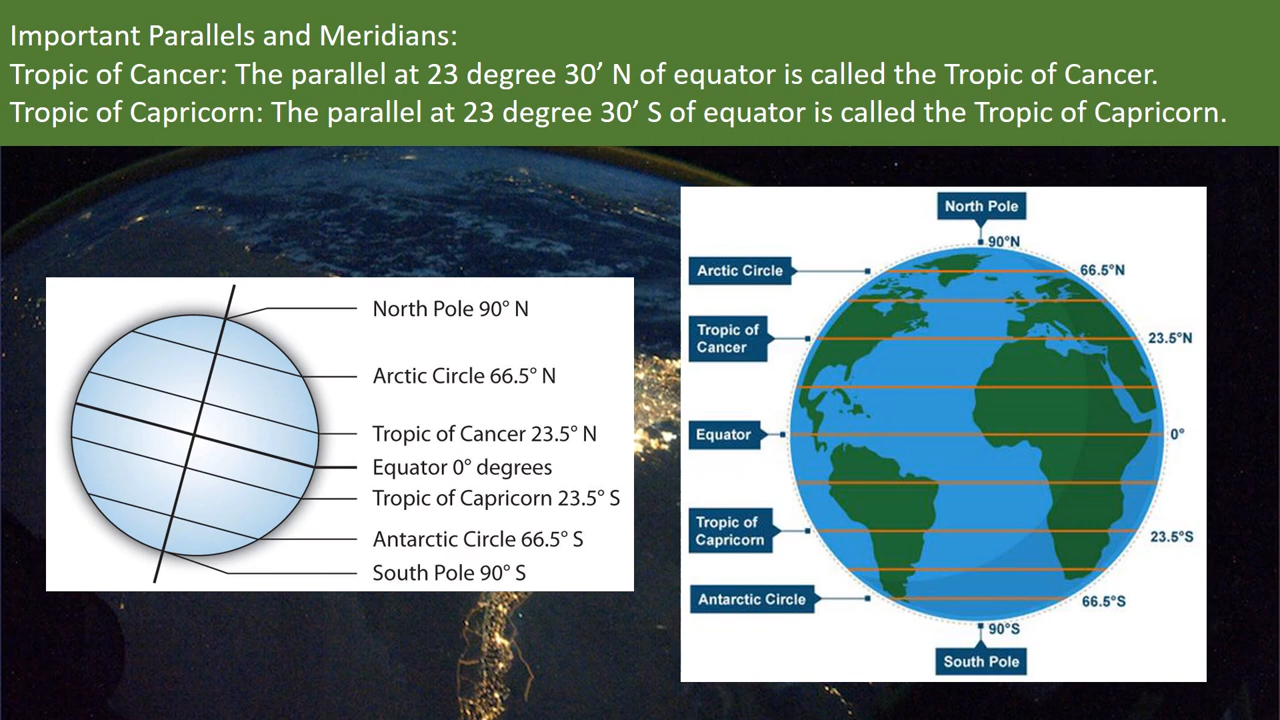 Important Parallels and Meridians:
Tropic of Cancer: The parallel at 23 degree 30’ N of equator is called the Tropic of Cancer.
Tropic of Capricorn: The parallel at 23 degree 30’ S of equator is called the Tropic of Capricorn.
North Pole 90° N
Arctic Circle 66.5° N
Tropic of Cancer 23.5° N
Equator 0° degrees
Tropic of Capricorn 23.5° S
Antarctic Circle 66.5° S
South Pole 90° S
North Pole
90°N
Arctic Circle
66.5°N
Tropic of
Cancer
23.5°N
Equator
0°
Tropic of
Capricorn
23.5°S
Antarctic Circle
66.5°S
90°S
South Pole